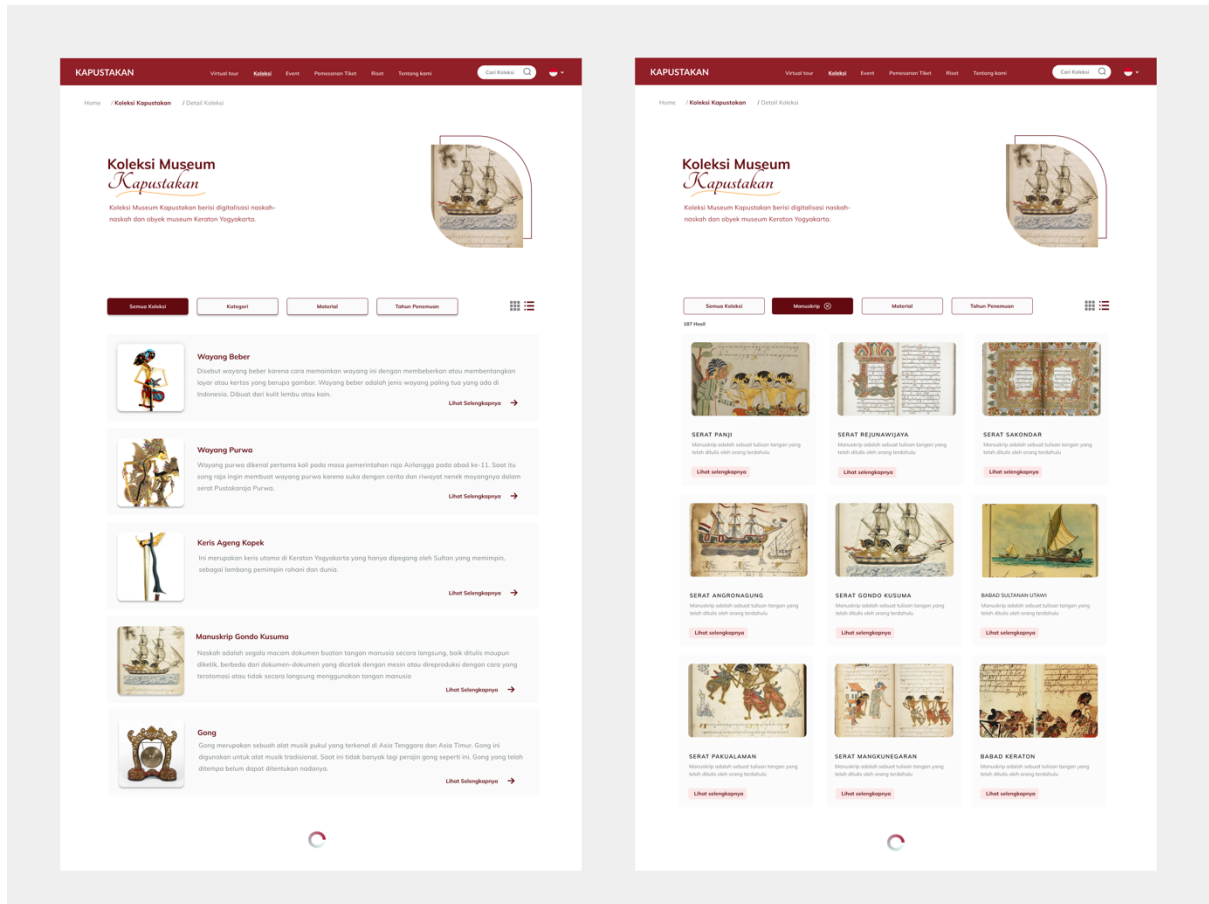 KAPUSTAKAN
Virtual tour Koleksi Event Pemesanan Tiket Riset Tentang kami
Cari Koleksi
Home / Koleksi Kapustakan / Detail Koleksi
Koleksi Museum
Kapustakan
Koleksi Museum Kapustakan berisi digitalisasi naskah-
naskah dan obyek museum Keraton Yogyakarta.
Semua Koleksi Kategori Material Tahun Penemuan
Wayang Beber
Disebut wayang beber karena cara memainkan wayang ini dengan membeberkan atau membentangkan
layar atau kertas yang berupa gambar. Wayang beber adalah jenis wayang paling tua yang ada di
Indonesia. Dibuat dari kulit lembu atau kain.
Lihat Selengkapnya
Wayang Purwa
Wayang purwa dikenal pertama kali pada masa pemerintahan raja Airlangga pada abad ke-11. Saat itu
sang raja ingin membuat wayang purwa karena suka dengan cerita dan riwayat nenek moyangnya dalam
serat Pustakaraja Purwa.
Lihat Selengkapnya
Keris Ageng Kopek
Ini merupakan keris utama di Keraton Yogyakarta yang hanya dipegang oleh Sultan yang memimpin,
sebagai lambang pemimpin rohani dan dunia.
Lihat Selengkapnya
Manuskrip Gondo Kusuma
Naskah adalah segala macam dokumen buatan tangan manusia secara langsung, baik ditulis maupun
diketik, berbeda dari dokumen-dokumen yang dicetak dengan mesin atau direproduksi dengan cara yang
terotomasi atau tidak secara langsung menggunakan tangan manusia
Lihat Selengkapnya
Gong
Gong merupakan sebuah alat musik pukul yang terkenal di Asia Tenggara dan Asia Timur. Gong ini
digunakan untuk alat musik tradisional. Saat ini tidak banyak lagi perajin gong seperti ini. Gong yang telah
ditempa belum dapat ditentukan nadanya.
Lihat Selengkapnya
KAPUSTAKAN
Virtual tour Koleksi Event Pemesanan Tiket Riset Tentang kami
Cari Koleksi
Home / Koleksi Kapustakan / Detail Koleksi
Koleksi Museum
Kapustakan
Koleksi Museum Kapustakan berisi digitalisasi naskah-
naskah dan obyek museum Keraton Yogyakarta.
Semua Koleksi Manuskrip Material Tahun Penemuan
187 Hasil
SERAT PANJI
Manuskrip adalah sebuat tulisan tangan yang
telah ditulis oleh orang terdahulu
Lihat selengkapnya
SERAT REJUNAWIJAYA
Manuskrip adalah sebuat tulisan tangan yang
telah ditulis oleh orang terdahulu
Lihat selengkapnya
SERAT SAKONDAR
Manuskrip adalah sebuat tulisan tangan yang
telah ditulis oleh orang terdahulu
Lihat selengkapnya
SERAT ANGRONAGUNG
Manuskrip adalah sebuat tulisan tangan yang
telah ditulis oleh orang terdahulu
Lihat selengkapnya
SERAT GONDO KUSUMA
Manuskrip adalah sebuat tulisan tangan yang
telah ditulis oleh orang terdahulu
Lihat selengkapnya
BABAD SULTANAN UTAWI
Manuskrip adalah sebuat tulisan tangan yang
telah ditulis oleh orang terdahulu
Lihat selengkapnya
SERAT PAKUALAMAN
Manuskrip adalah sebuat tulisan tangan yang
telah ditulis oleh orang terdahulu
Lihat selengkapnya
SERAT MANGKUNEGARAN
Manuskrip adalah sebuat tulisan tangan yang
telah ditulis oleh orang terdahulu
Lihat selengkapnya
BABAD KERATON
Manuskrip adalah sebuat tulisan tangan yang
telah ditulis oleh orang terdahulu
Lihat selengkapnya